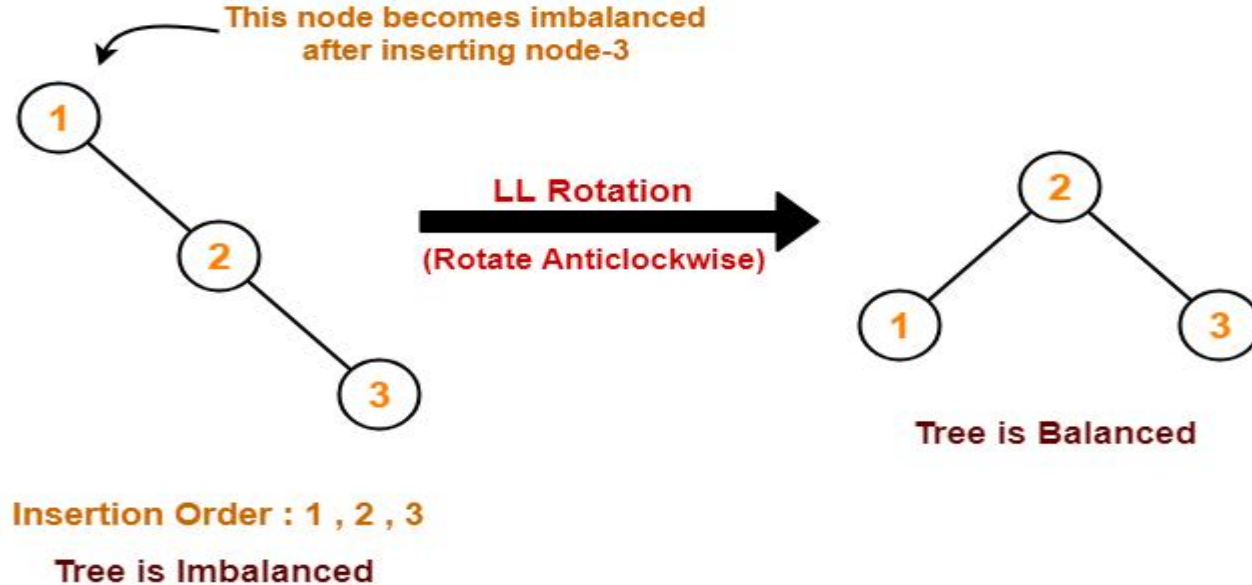 This node becomes imbalanced
after inserting node-3
1
2
3
LL Rotation
(Rotate Anticlockwise)
2
1
3
Tree is Balanced
Insertion Order : 1 , 2 , 3
Tree is Imbalanced